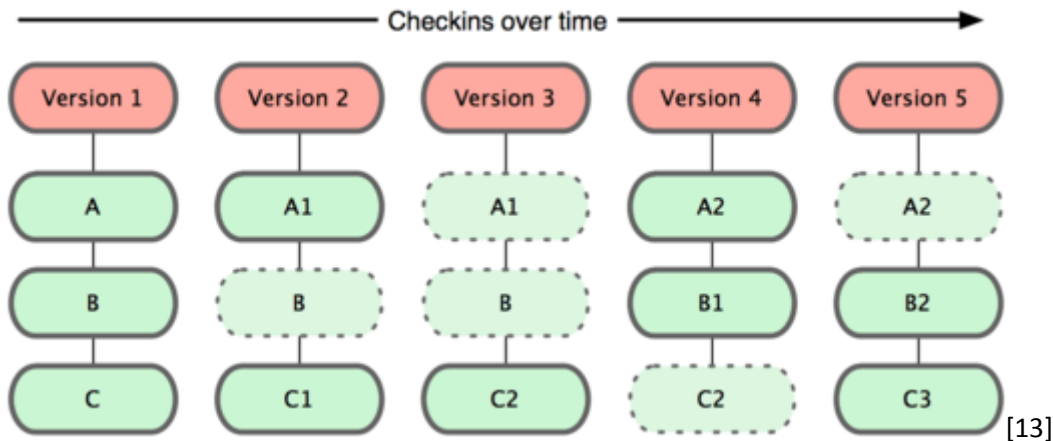 Checkins over time
Version 1 Version 2 Version 3 Version 4 Version 5
A A1 A1 A2 A2
B B B B1 B2
C C1 C2 C2 C3
[13]